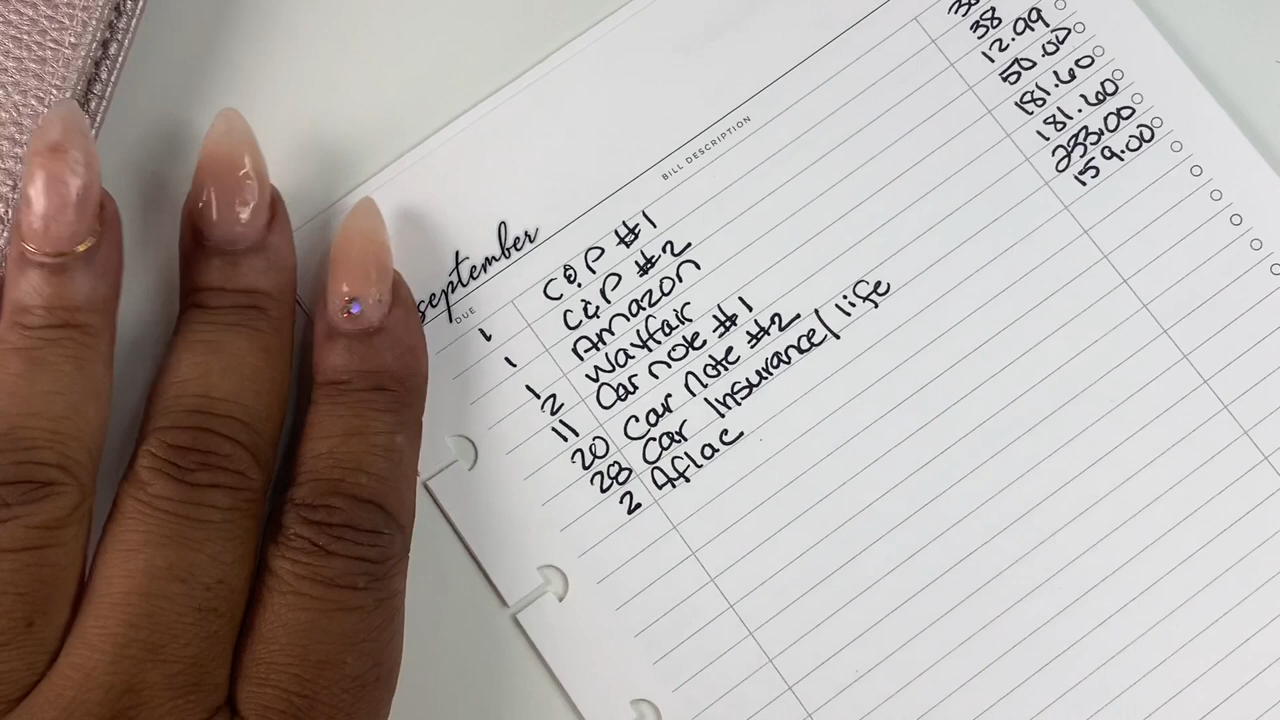 september
DUE BILL DESCRIPTION
1 C&P #1
1 C&P #2 38
1 Amazon 12.99
2 Wayfair 50.00
11 Car note #1 181.60
20 Car note #2 181.60
28 Car Insurance/life 233.00
2 Aflac 159.00